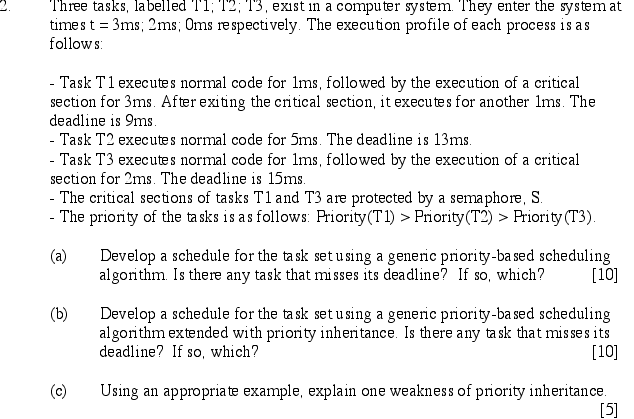 2. Three tasks, labelled T1; T2; T3, exist in a computer system. They enter the system at
times t = 3ms; 2ms; 0ms respectively. The execution profile of each process is as
follows:
- Task T1 executes normal code for 1ms, followed by the execution of a critical
section for 3ms. After exiting the critical section, it executes for another 1ms. The
deadline is 9ms.
- Task T2 executes normal code for 5ms. The deadline is 13ms.
- Task T3 executes normal code for 1ms, followed by the execution of a critical
section for 2ms. The deadline is 15ms.
- The critical sections of tasks T1 and T3 are protected by a semaphore, S.
- The priority of the tasks is as follows: Priority(T1) > Priority(T2) > Priority(T3).
(a) Develop a schedule for the task set using a generic priority-based scheduling
algorithm. Is there any task that misses its deadline? If so, which? [10]
(b) Develop a schedule for the task set using a generic priority-based scheduling
algorithm extended with priority inheritance. Is there any task that misses its
deadline? If so, which? [10]
(c) Using an appropriate example, explain one weakness of priority inheritance.
[5]